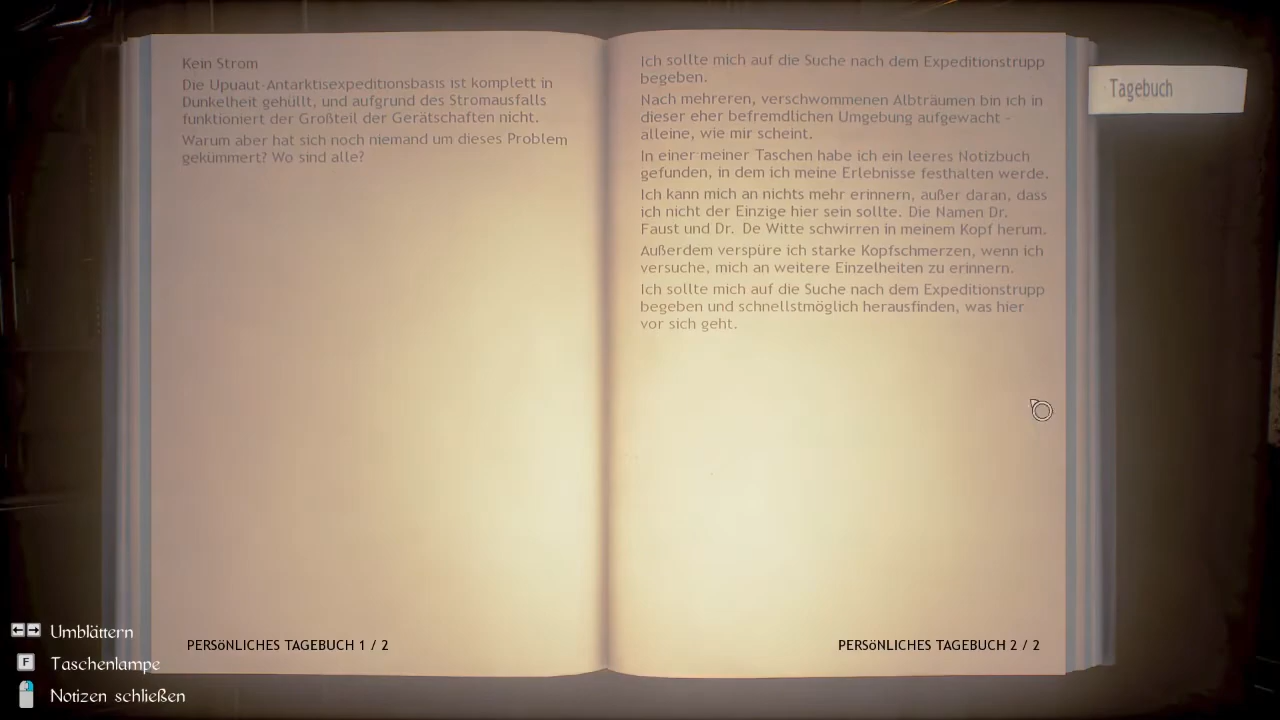 Kein Strom
Die Upuaut-Antarktisexpeditionsbasis ist komplett in
Dunkelheit gehüllt, und aufgrund des Stromausfalls
funktioniert der Großteil der Gerätschaften nicht.
Warum aber hat sich noch niemand um dieses Problem
gekümmert? Wo sind alle?
PERSöNLICHES TAGEBUCH 1 / 2
Ich sollte mich auf die Suche nach dem Expeditionstrupp
begeben.
Nach mehreren, verschwommenen Albträumen bin ich in
dieser eher befremdlichen Umgebung aufgewacht -
alleine, wie mir scheint.
In einer meiner Taschen habe ich ein leeres Notizbuch
gefunden, in dem ich meine Erlebnisse festhalten werde.
Ich kann mich an nichts mehr erinnern, außer daran, dass
ich nicht der Einzige hier sein sollte. Die Namen Dr.
Faust und Dr. De Witte schwirren in meinem Kopf herum.
Außerdem verspüre ich starke Kopfschmerzen, wenn ich
versuche, mich an weitere Einzelheiten zu erinnern.
Ich sollte mich auf die Suche nach dem Expeditionstrupp
begeben und schnellstmöglich herausfinden, was hier
vor sich geht.
PERSöNLICHES TAGEBUCH 2 / 2
Tagebuch
Umblättern
F Taschenlampe
Notizen schließen